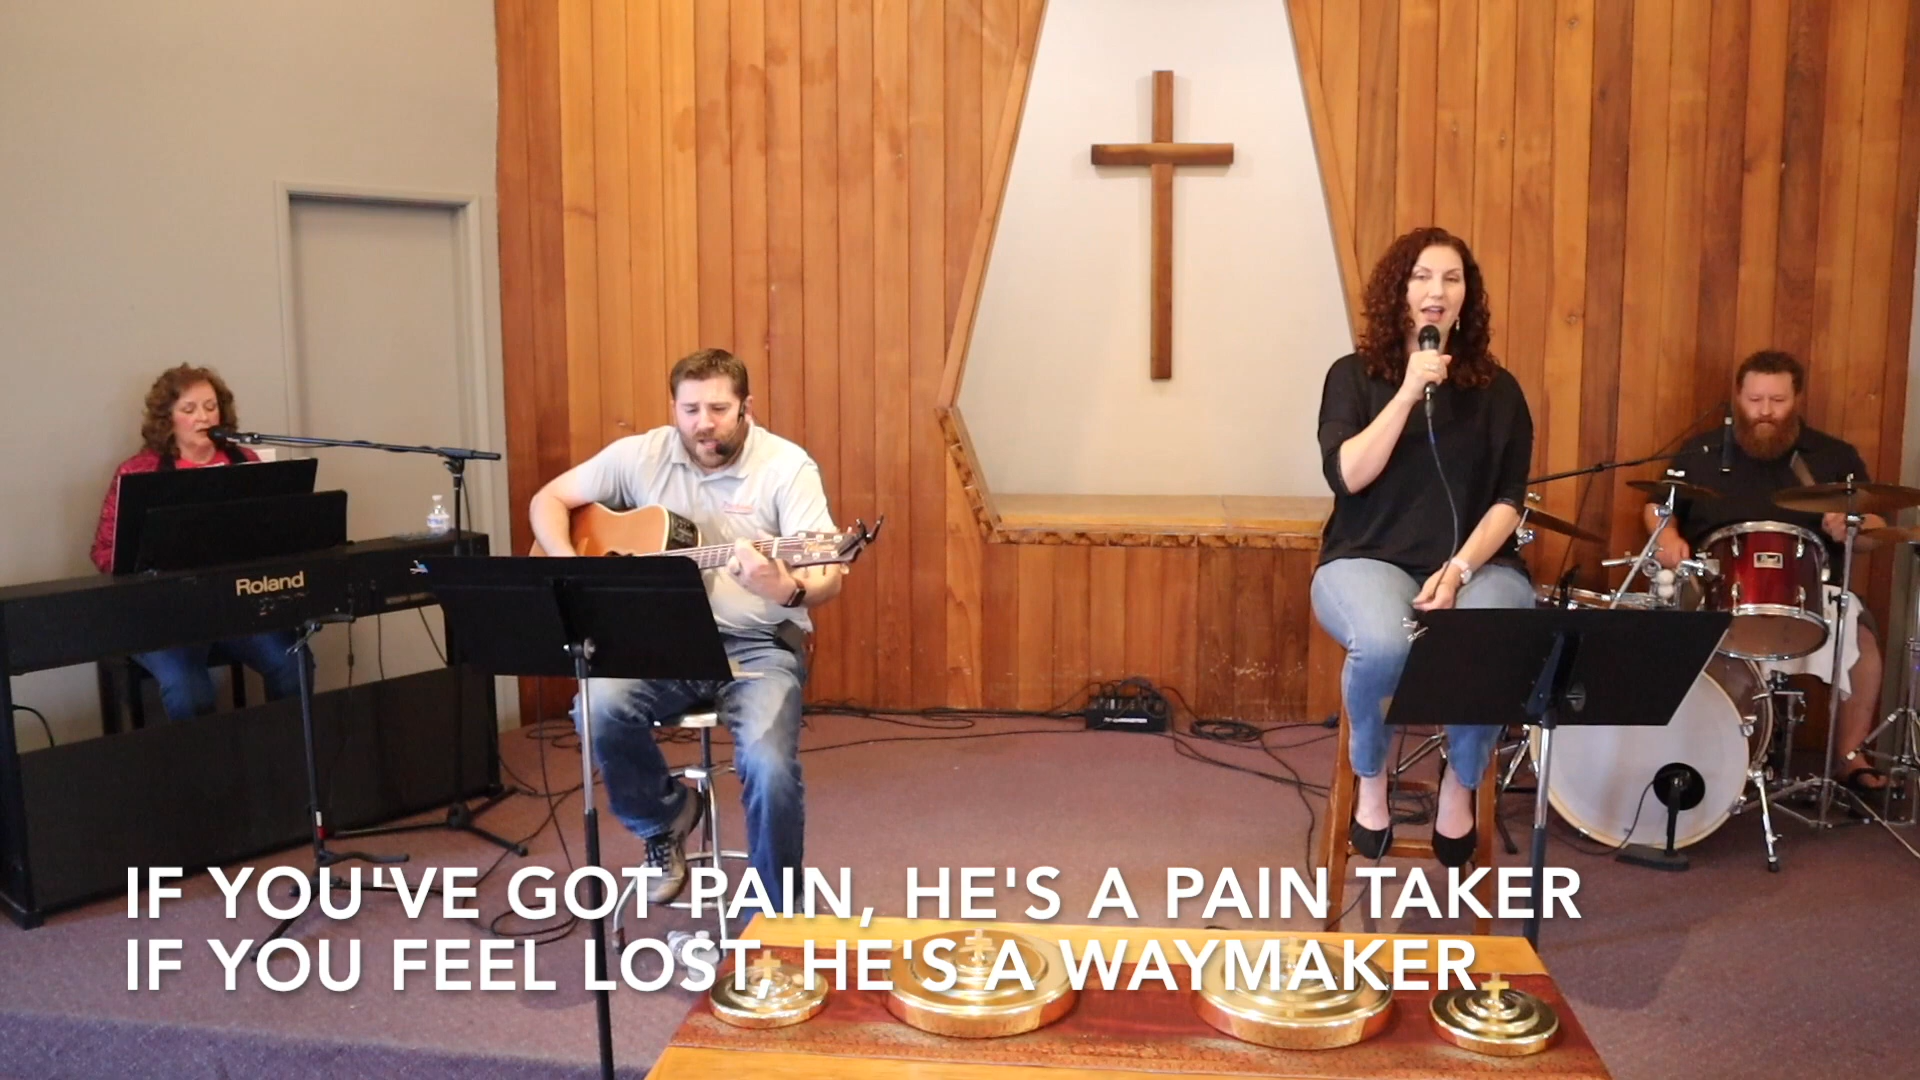 Roland
IF YOU'VE GOT PAIN, HE'S A PAIN TAKER
IF YOU FEEL LOST, HE'S A WAYMAKER